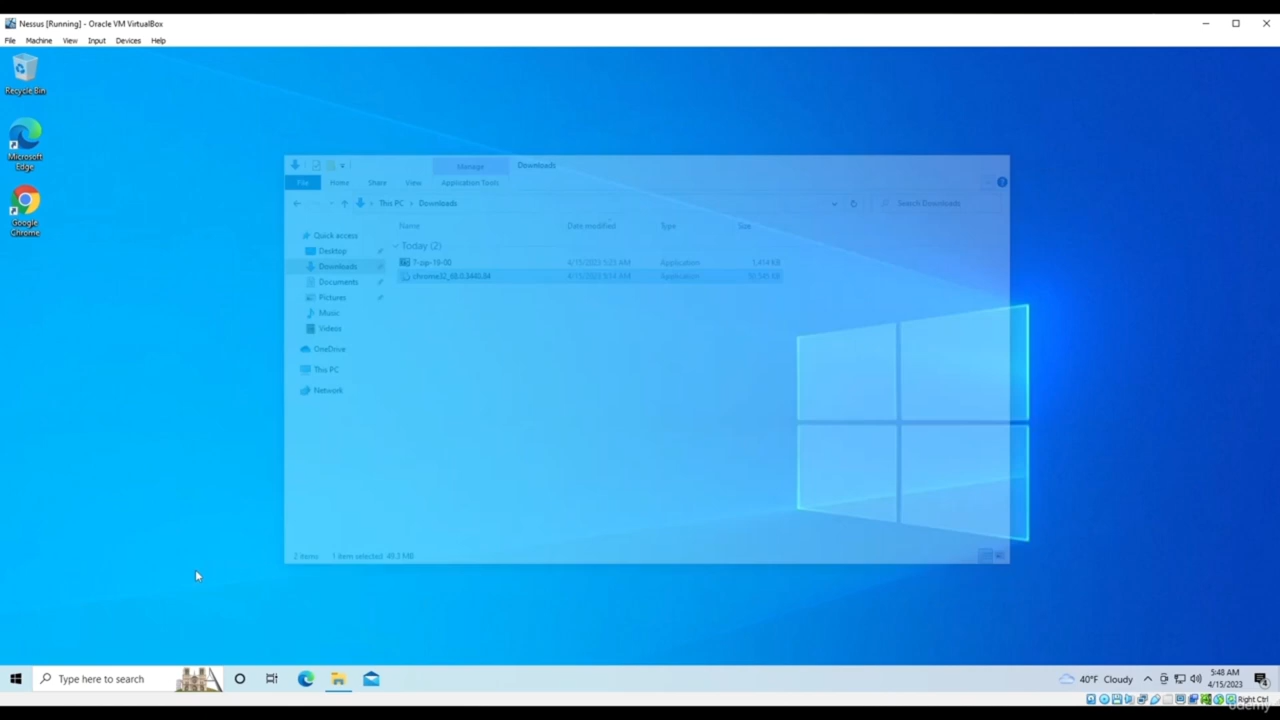 Nessus [Running] - Oracle VM VirtualBox
File Machine View Input Devices Help
Recycle Bin
Microsoft
Edge
Google
Chrome
Manage Downloads
File Home Share View Application Tools
This PC > Downloads
Search Downloads
Name Date modified Type Size
Today (2)
7-zip-19-00 4/15/2023 5:21 AM Application 1,414 KB
chrome32_68.0.3440.84 4/15/2023 5:14 AM Application
Quick access
Desktop
Downloads
Documents
Pictures
Music
Videos
OneDrive
This PC
Network
2 items 1 item selected 49.3 MB
Type here to search
40°F Cloudy
5:48 AM
4/15/2023
4
Right Ctrl
udemy